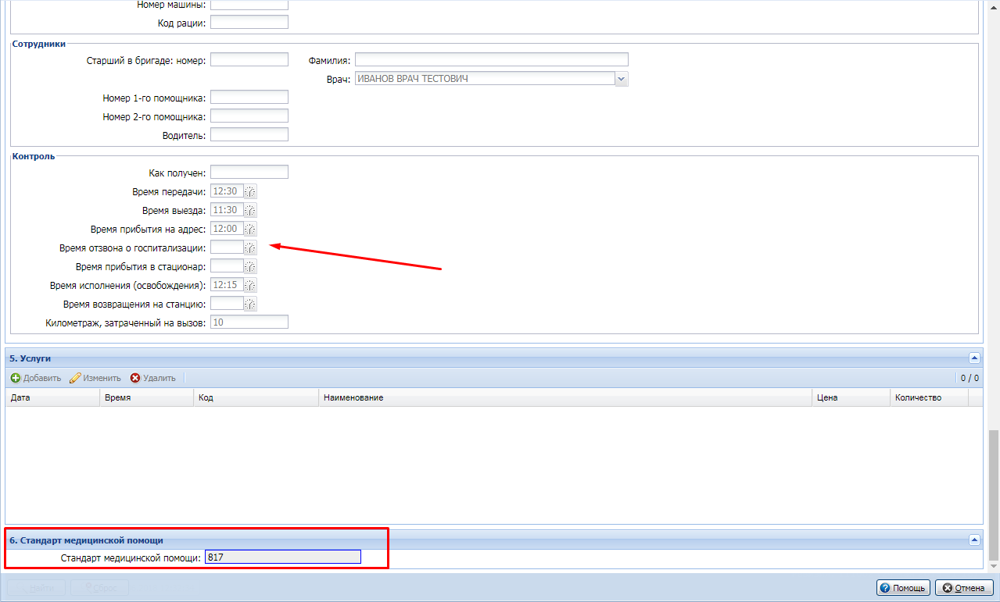 Номер машины:
Код рации:
Сотрудники
Старший в бригаде: номер: Фамилия:
Врач: ИВАНОВ ВРАЧ ТЕСТОВИЧ
Номер 1-го помощника:
Номер 2-го помощника:
Водитель:
Контроль
Как получен:
Время передачи: 12:30
Время выезда: 11:30
Время прибытия на адрес: 12:00
Время отзвона о госпитализации:
Время прибытия в стационар:
Время исполнения (освобождения): 12:15
Время возвращения на станцию:
Километраж, затраченный на вызов: 10
5. Услуги
Добавить Изменить Удалить 0 / 0
Дата Время Код Наименование Цена Количество
6. Стандарт медицинской помощи
Стандарт медицинской помощи: 817
Найти Сброс Помощь Отмена